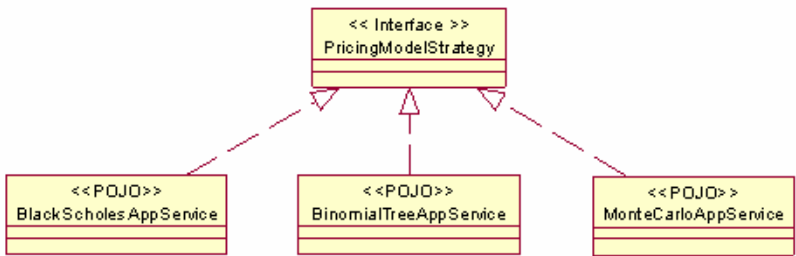 << Interface >>
PricingModelStrategy
<<POJO>>
BlackScholesAppService
<<POJO>>
BinomialTreeAppService
<<POJO>>
MonteCarloAppService